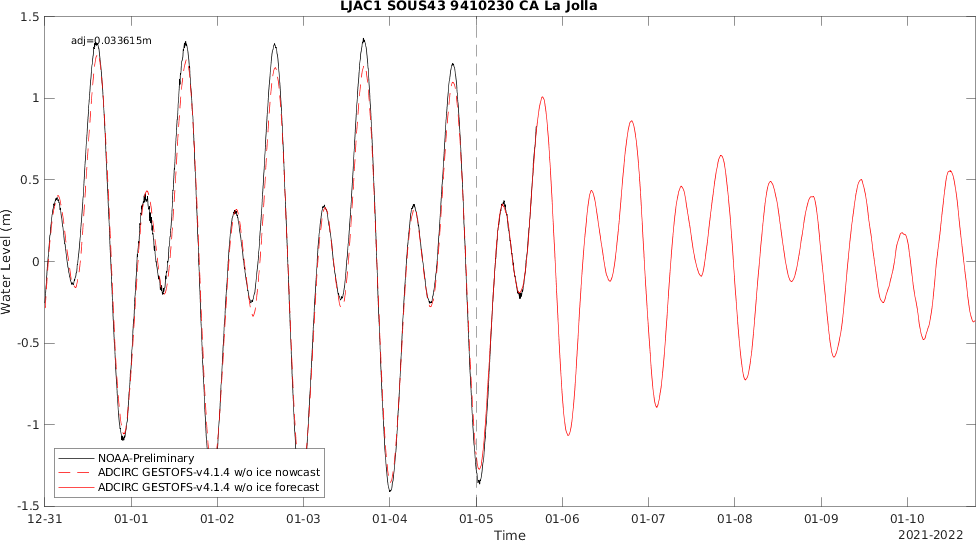 LJAC1 SOUS43 9410230 CA La Jolla
adj=0.033615m
1.5
1
0.5
0
-0.5
-1
-1.5
Water Level (m)
NOAA-Preliminary
ADCIRC GESTOFS-v4.1.4 w/o ice nowcast
ADCIRC GESTOFS-v4.1.4 w/o ice forecast
12-31 01-01 01-02 01-03 01-04 01-05 01-06 01-07 01-08 01-09 01-10
Time
2021-2022